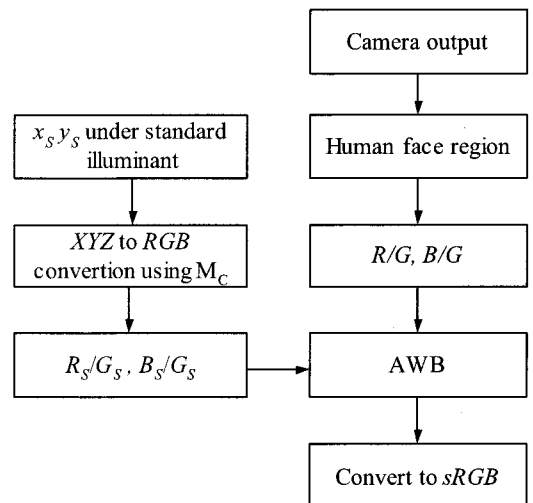 Camera output
x_S y_S under standard
illuminant
Human face region
XYZ to RGB
convertion using M_C
R/G, B/G
R_S/G_S , B_S/G_S
AWB
Convert to sRGB